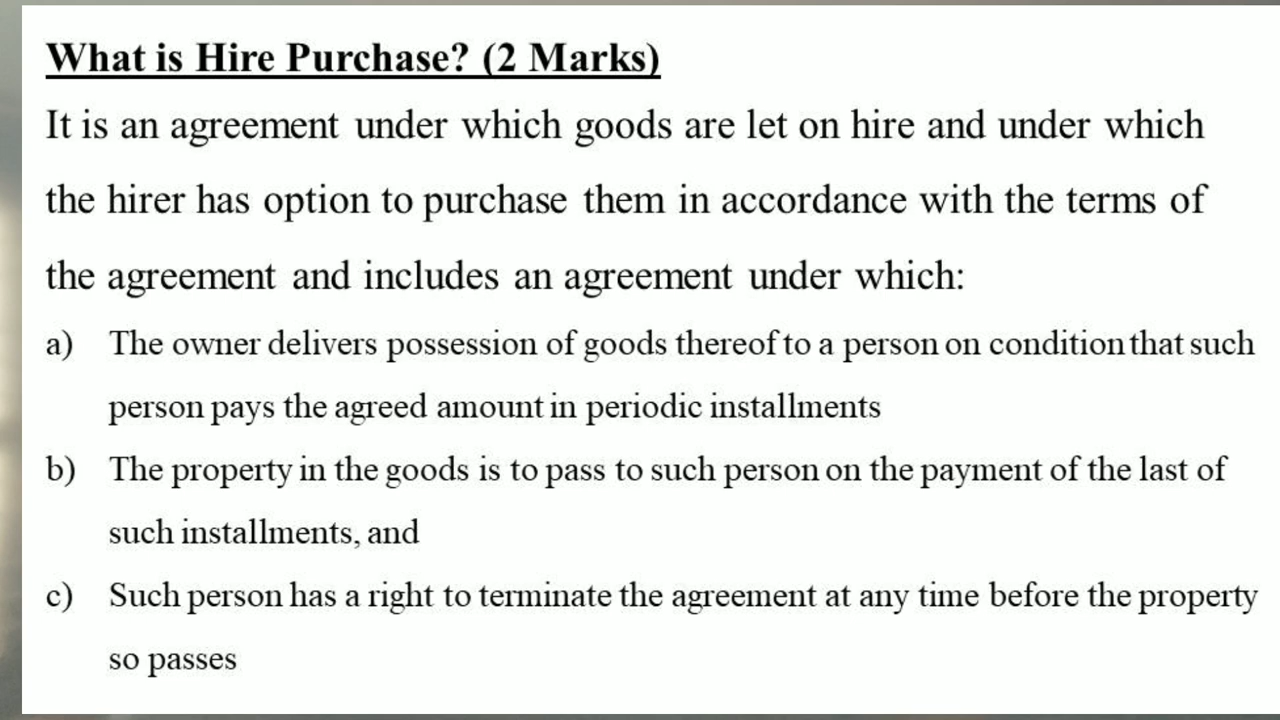 What is Hire Purchase? (2 Marks)
It is an agreement under which goods are let on hire and under which
the hirer has option to purchase them in accordance with the terms of
the agreement and includes an agreement under which:
a) The owner delivers possession of goods thereof to a person on condition that such
person pays the agreed amount in periodic installments
b) The property in the goods is to pass to such person on the payment of the last of
such installments, and
c) Such person has a right to terminate the agreement at any time before the property
so passes